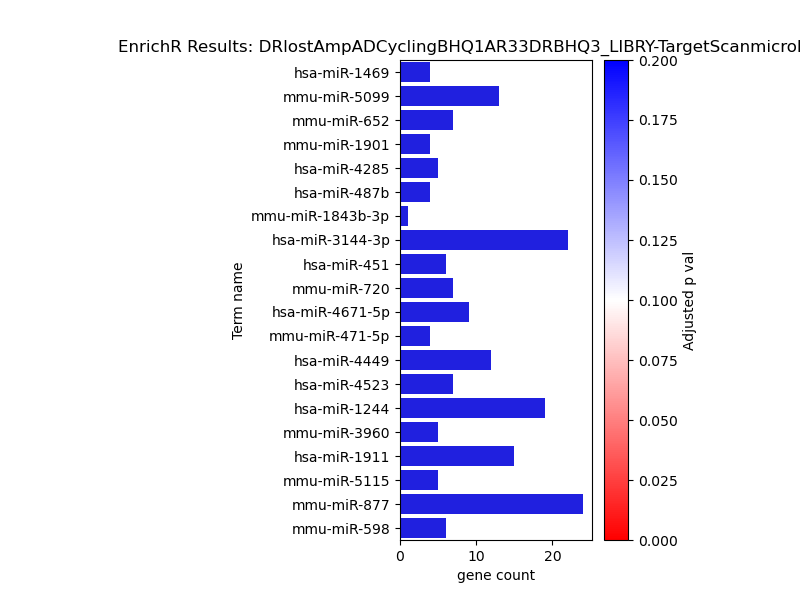 EnrichR Results: DRlostAmpADCyclingBHQ1AR33DRBHQ3_LIBRY-TargetScanmicroI
hsa-miR-1469
mmu-miR-5099
mmu-miR-652
mmu-miR-1901
hsa-miR-4285
hsa-miR-487b
mmu-miR-1843b-3p
hsa-miR-3144-3p
hsa-miR-451
mmu-miR-720
hsa-miR-4671-5p
mmu-miR-471-5p
hsa-miR-4449
hsa-miR-4523
hsa-miR-1244
mmu-miR-3960
hsa-miR-1911
mmu-miR-5115
mmu-miR-877
mmu-miR-598
Term name
0 10 20
gene count
0.200
0.175
0.150
0.125
0.100
0.075
0.050
0.025
0.000
Adjusted p val